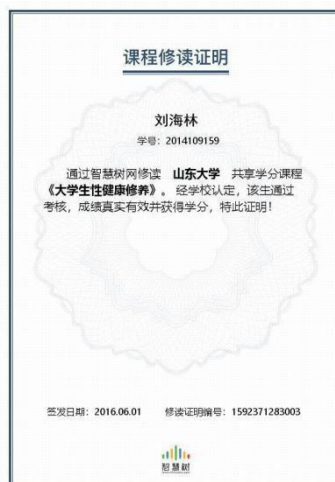 课程修读证明
刘海林
学号：2014109159
通过智慧树网修读 山东大学 共享学分课程
《大学生性健康修养》。经学校认定，该生通过
考核，成绩真实有效并获得学分，特此证明！
签发日期：2016.06.01 修读证明编号：1592371283003
智慧树